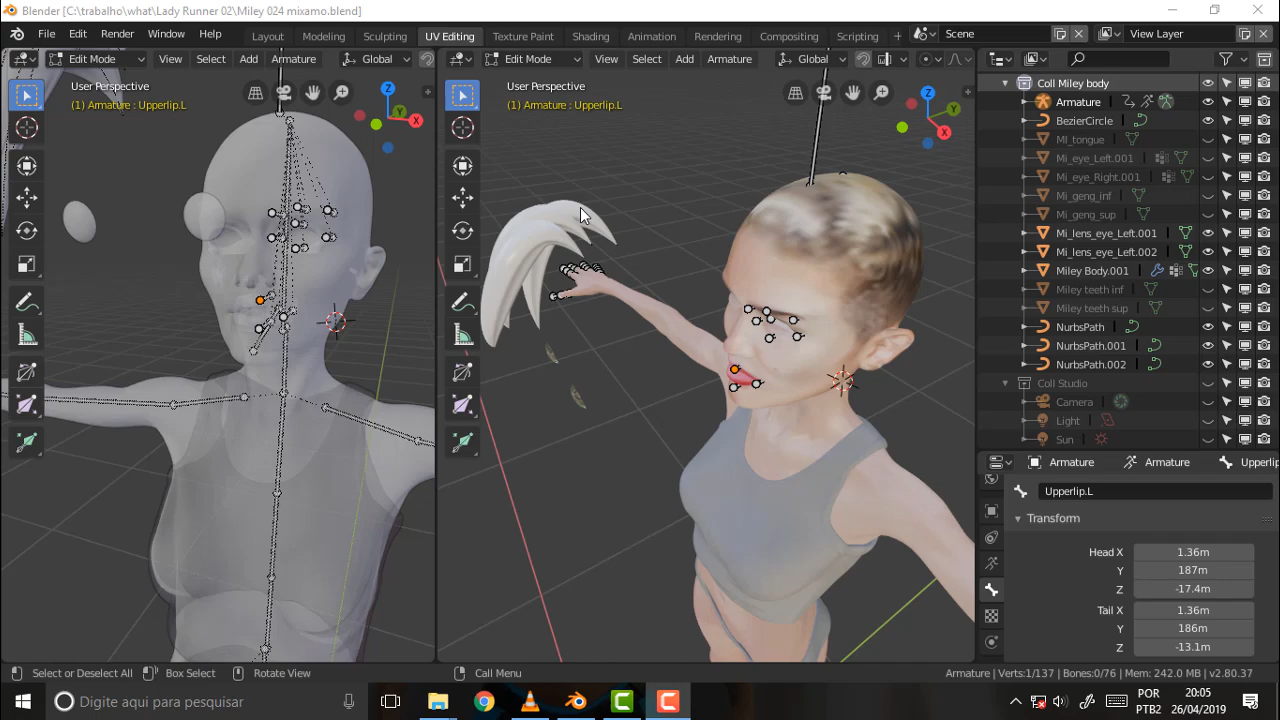 Blender [C:\trabalho\what\Lady Runner 02\Miley 024 mixamo.blend]
File Edit Render Window Help Layout Modeling Sculpting UV Editing Texture Paint Shading Animation Rendering Compositing Scripting + Scene View Layer
Edit Mode View Select Add Armature Global
Edit Mode View Select Add Armature Global
User Perspective
(1) Armature : Upperlip.L
Z
Y
X
User Perspective
(1) Armature : Upperlip.L
Z
Y
X
Coll Miley body
Armature
BezierCircle
Ml_tongue
Mi_eye_Left.001
Mi_eye_Right.001
Mi_geng_inf
Mi_geng_sup
Mi_lens_eye_Left.001
Mi_lens_eye_Left.002
Miley Body.001
Miley teeth inf
Miley teeth sup
NurbsPath
NurbsPath.001
NurbsPath.002
Coll Studio
Camera
Light
Sun
Armature Armature Upperlip
Upperlip.L
Transform
Head X 1.36m
Y 187m
Z -17.4m
Tail X 1.36m
Y 186m
Z -13.1m
Select or Deselect All Box Select Rotate View Call Menu Armature | Verts:1/137 | Bones:0/76 | Mem: 242.0 MB | v2.80.37
Digite aqui para pesquisar
POR
PTB2
20:05
26/04/2019